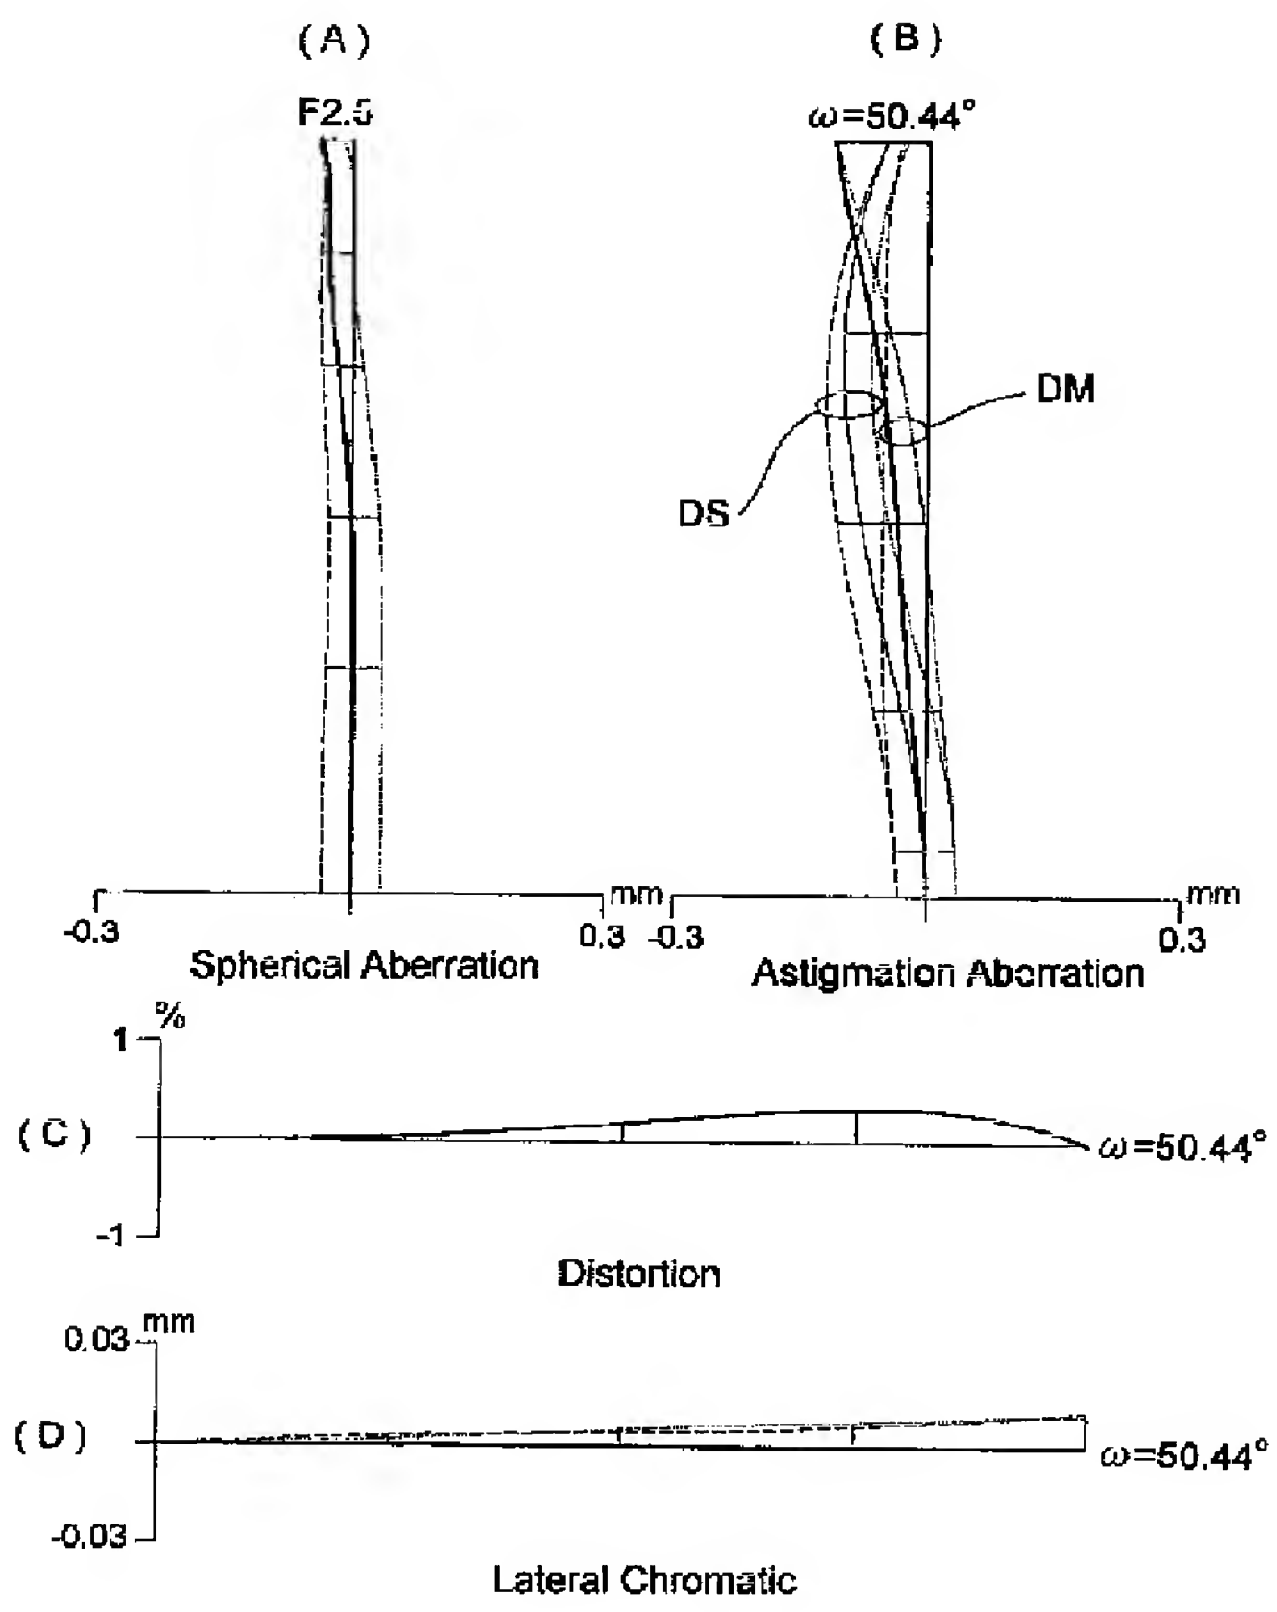 (A)
(B)
F2.5
ω=50.44°
DM
DS
mm
mm
-0.3
0.3
-0.3
0.3
Spherical Aberration
Astigmation Aberration
%
1
(C)
ω=50.44°
-1
Distortion
mm
0.03
(D)
ω=50.44°
-0.03
Lateral Chromatic